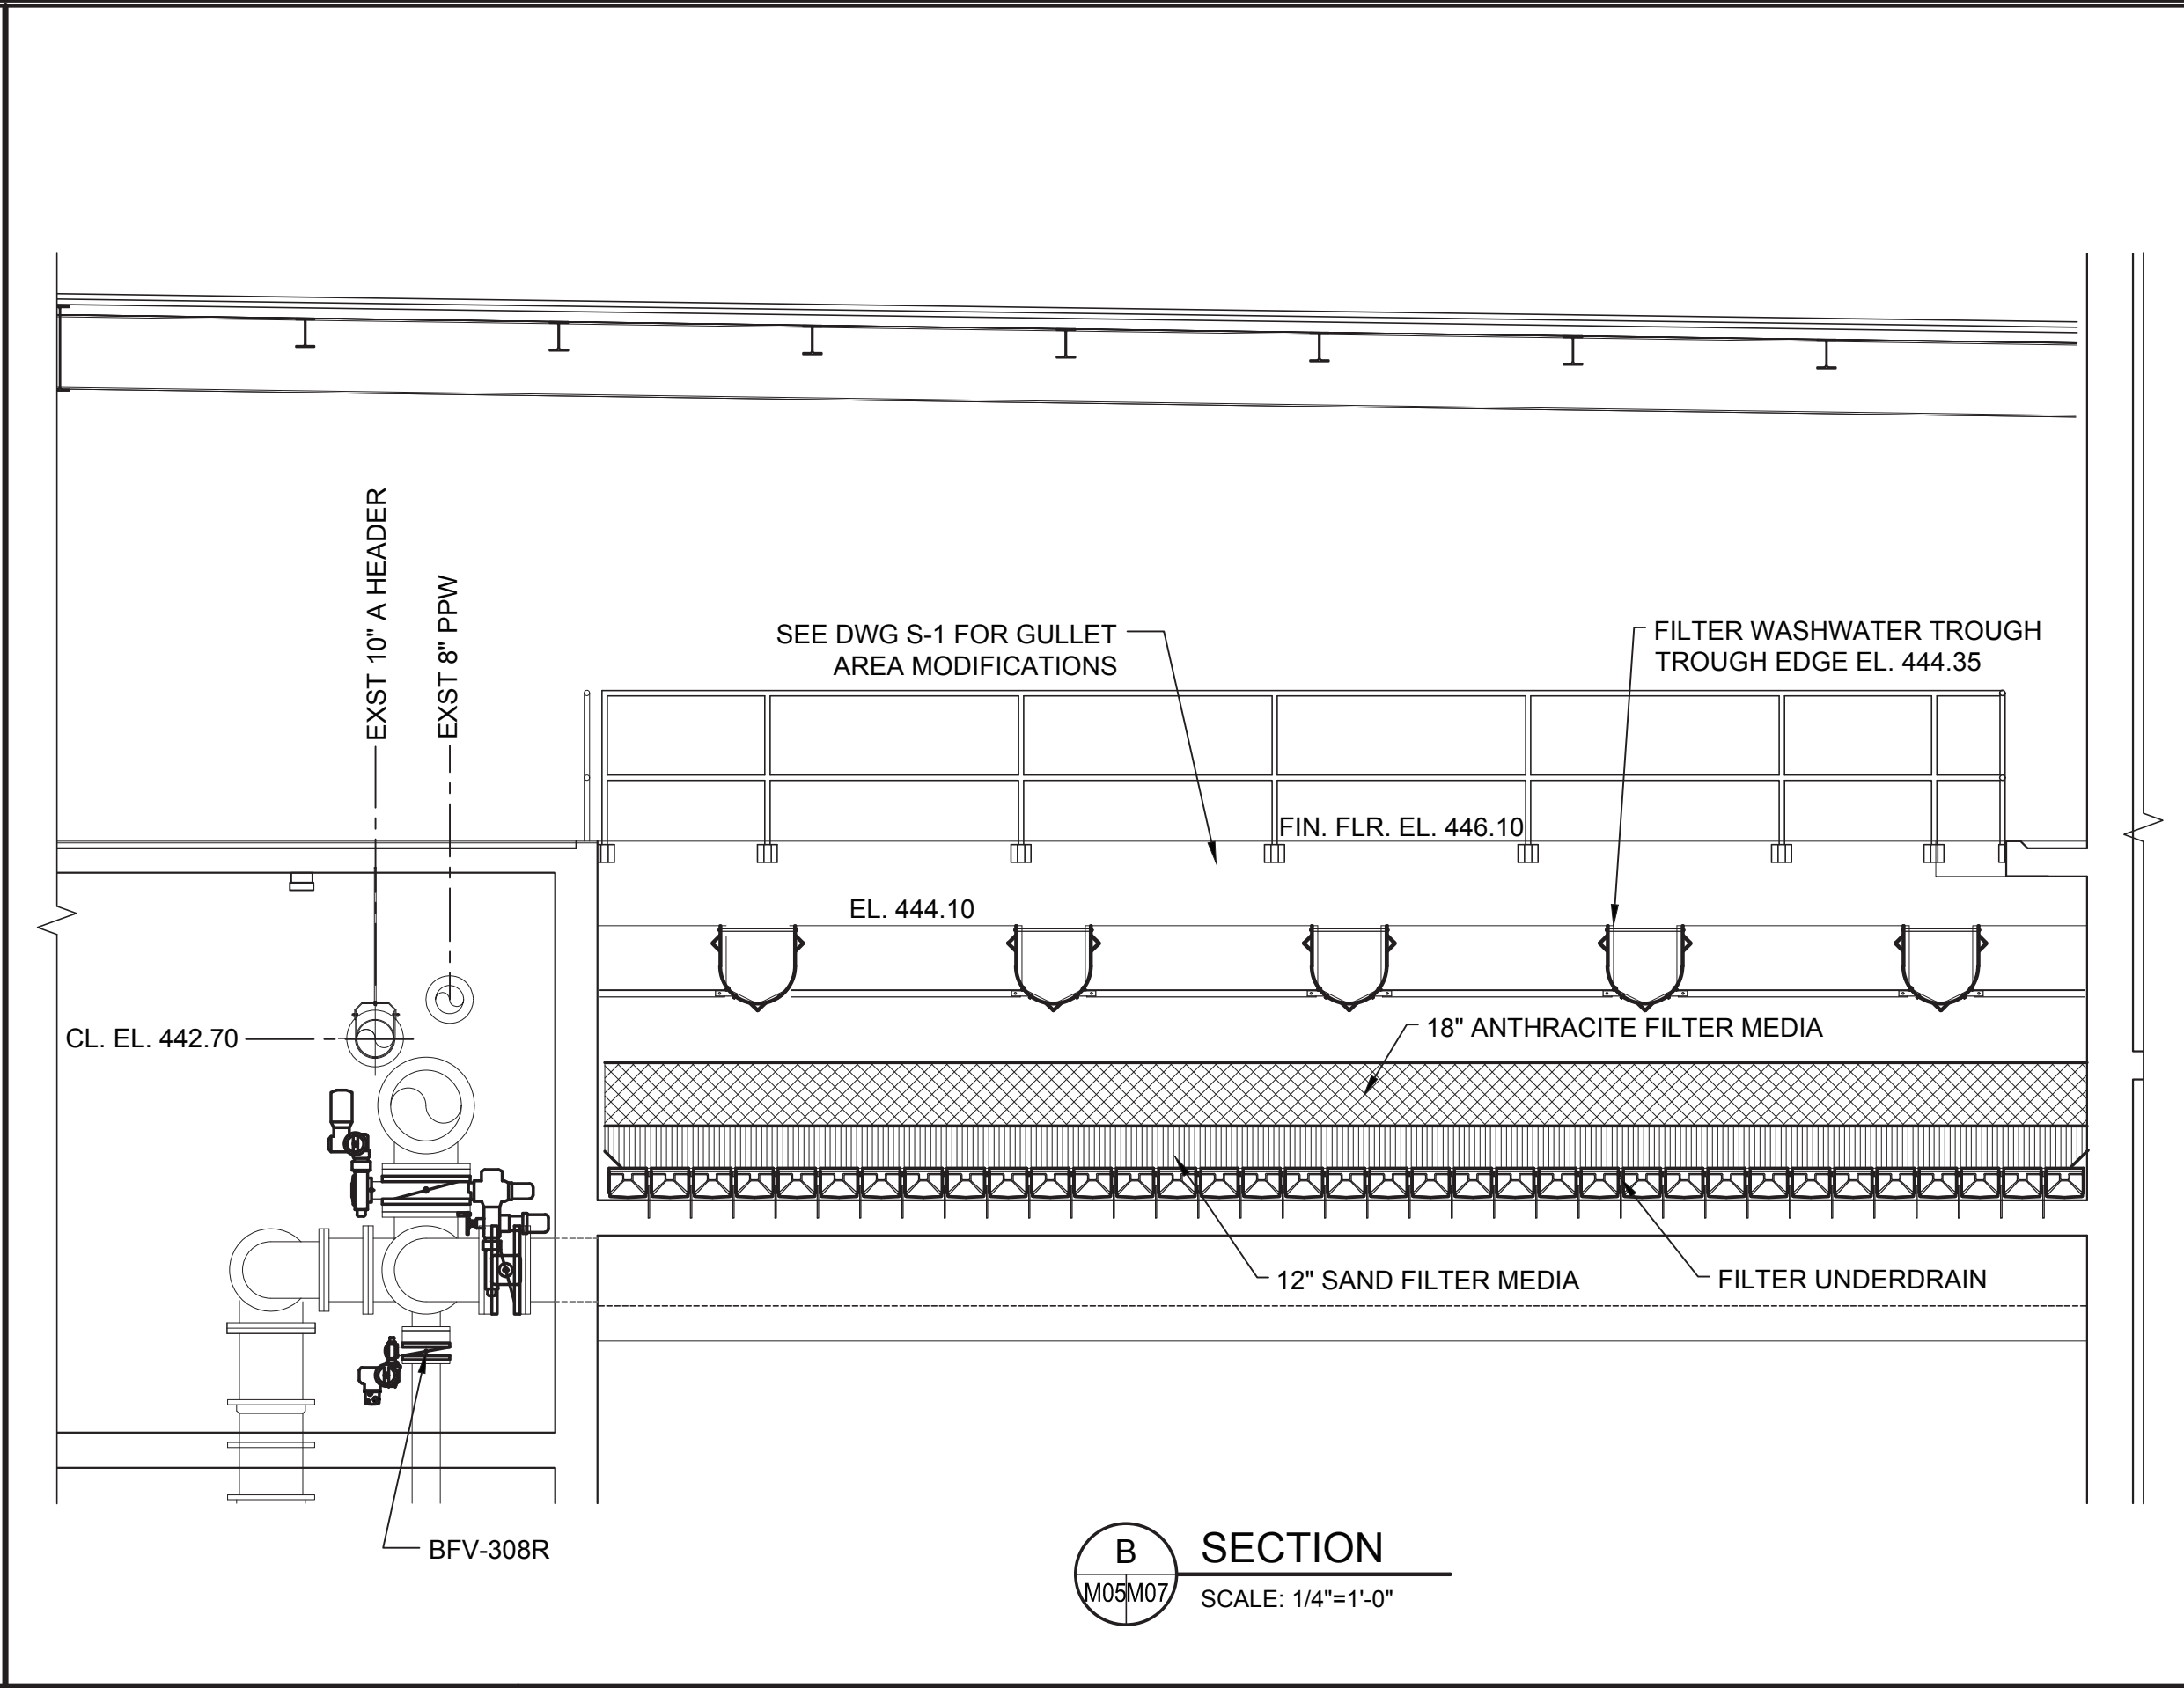 EXST 10" A HEADER
EXST 8" PPW
SEE DWG S-1 FOR GULLET
AREA MODIFICATIONS
FILTER WASHWATER TROUGH
TROUGH EDGE EL. 444.35
FIN. FLR. EL. 446.10
EL. 444.10
CL. EL. 442.70
18" ANTHRACITE FILTER MEDIA
12" SAND FILTER MEDIA
FILTER UNDERDRAIN
BFV-308R
B
M05 M07
SECTION
SCALE: 1/4"=1'-0"